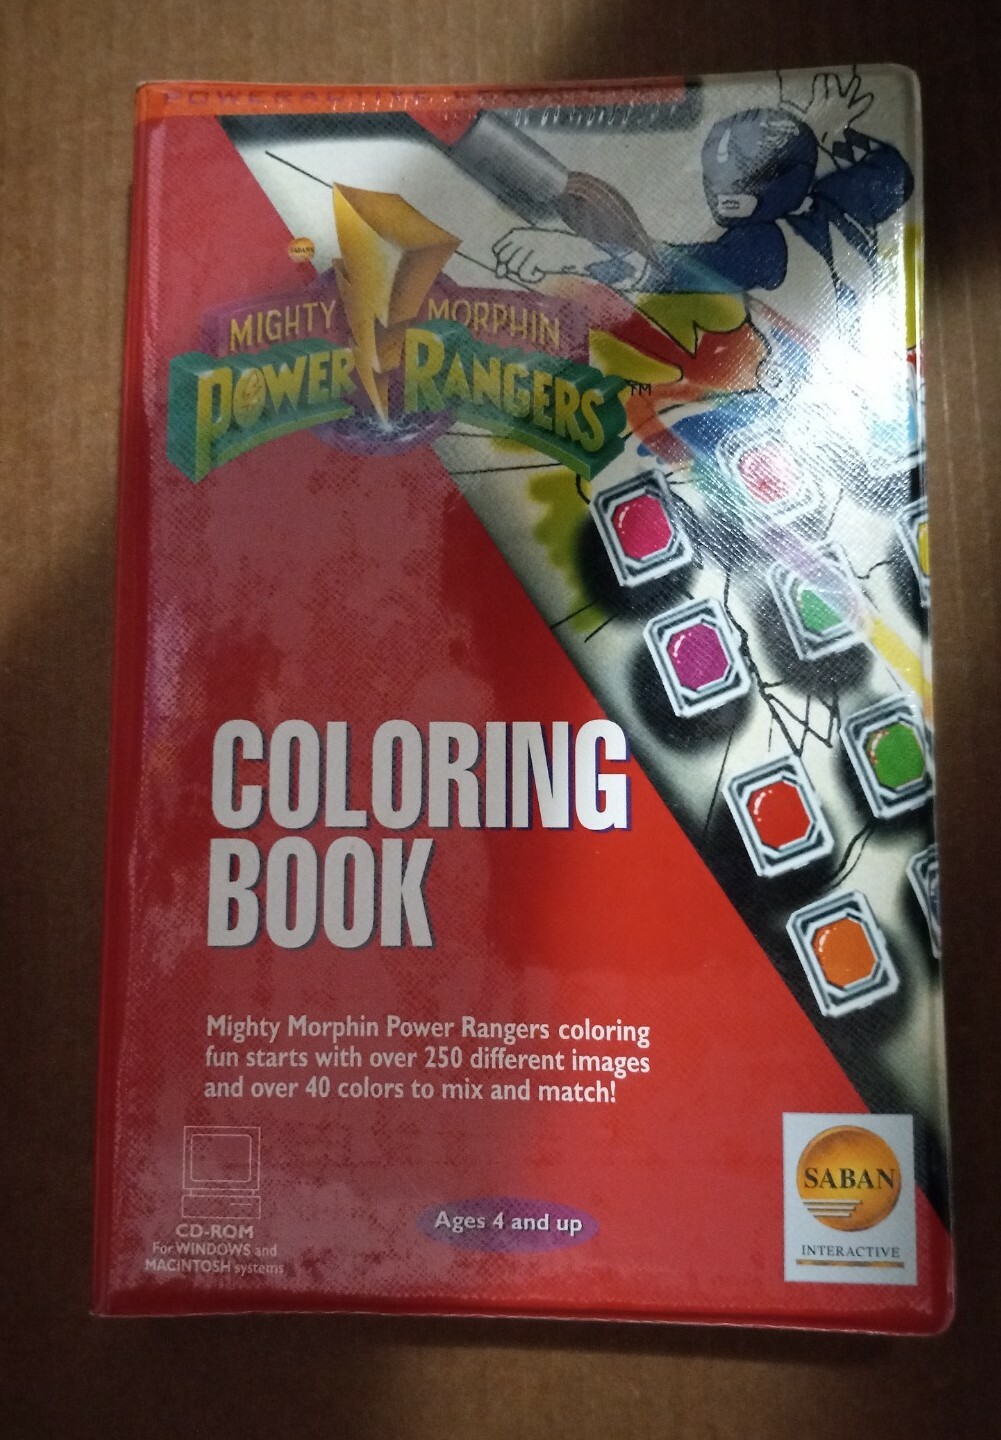 SABAN'S
MIGHTY MORPHIN
POWER RANGERS TM
COLORING
BOOK
Mighty Morphin Power Rangers coloring
fun starts with over 250 different images
and over 40 colors to mix and match!
CD-ROM
For WINDOWS and
MACINTOSH systems
Ages 4 and up
SABAN
INTERACTIVE